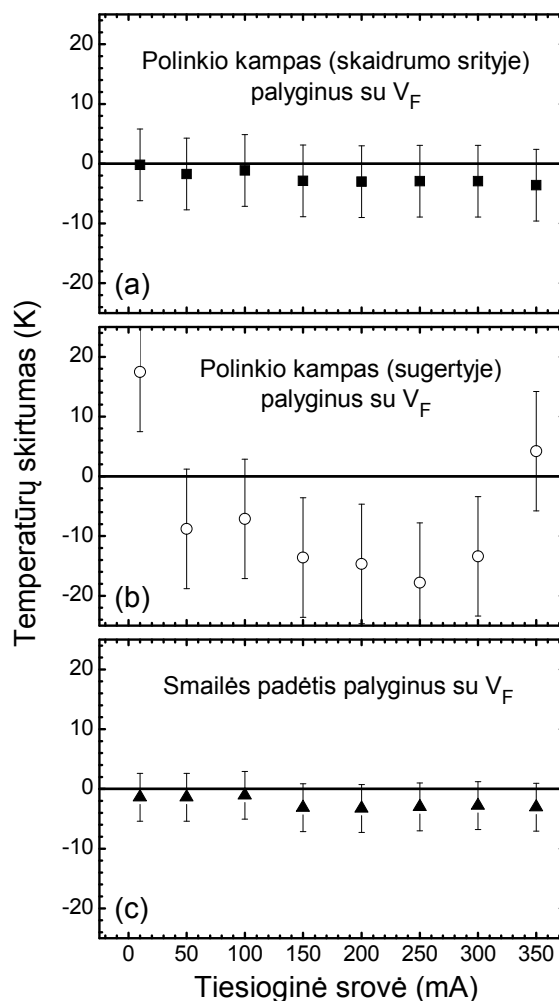 Temperatūrų skirtumas (K)
20
10
0
-10
-20
Polinkio kampas (skaidrumo srityje)
palyginus su V_F
(a)
20
10
0
-10
-20
Polinkio kampas (sugertyje)
palyginus su V_F
(b)
20
10
0
-10
-20
Smailės padėtis palyginus su V_F
(c)
0 50 100 150 200 250 300 350
Tiesioginė srovė (mA)